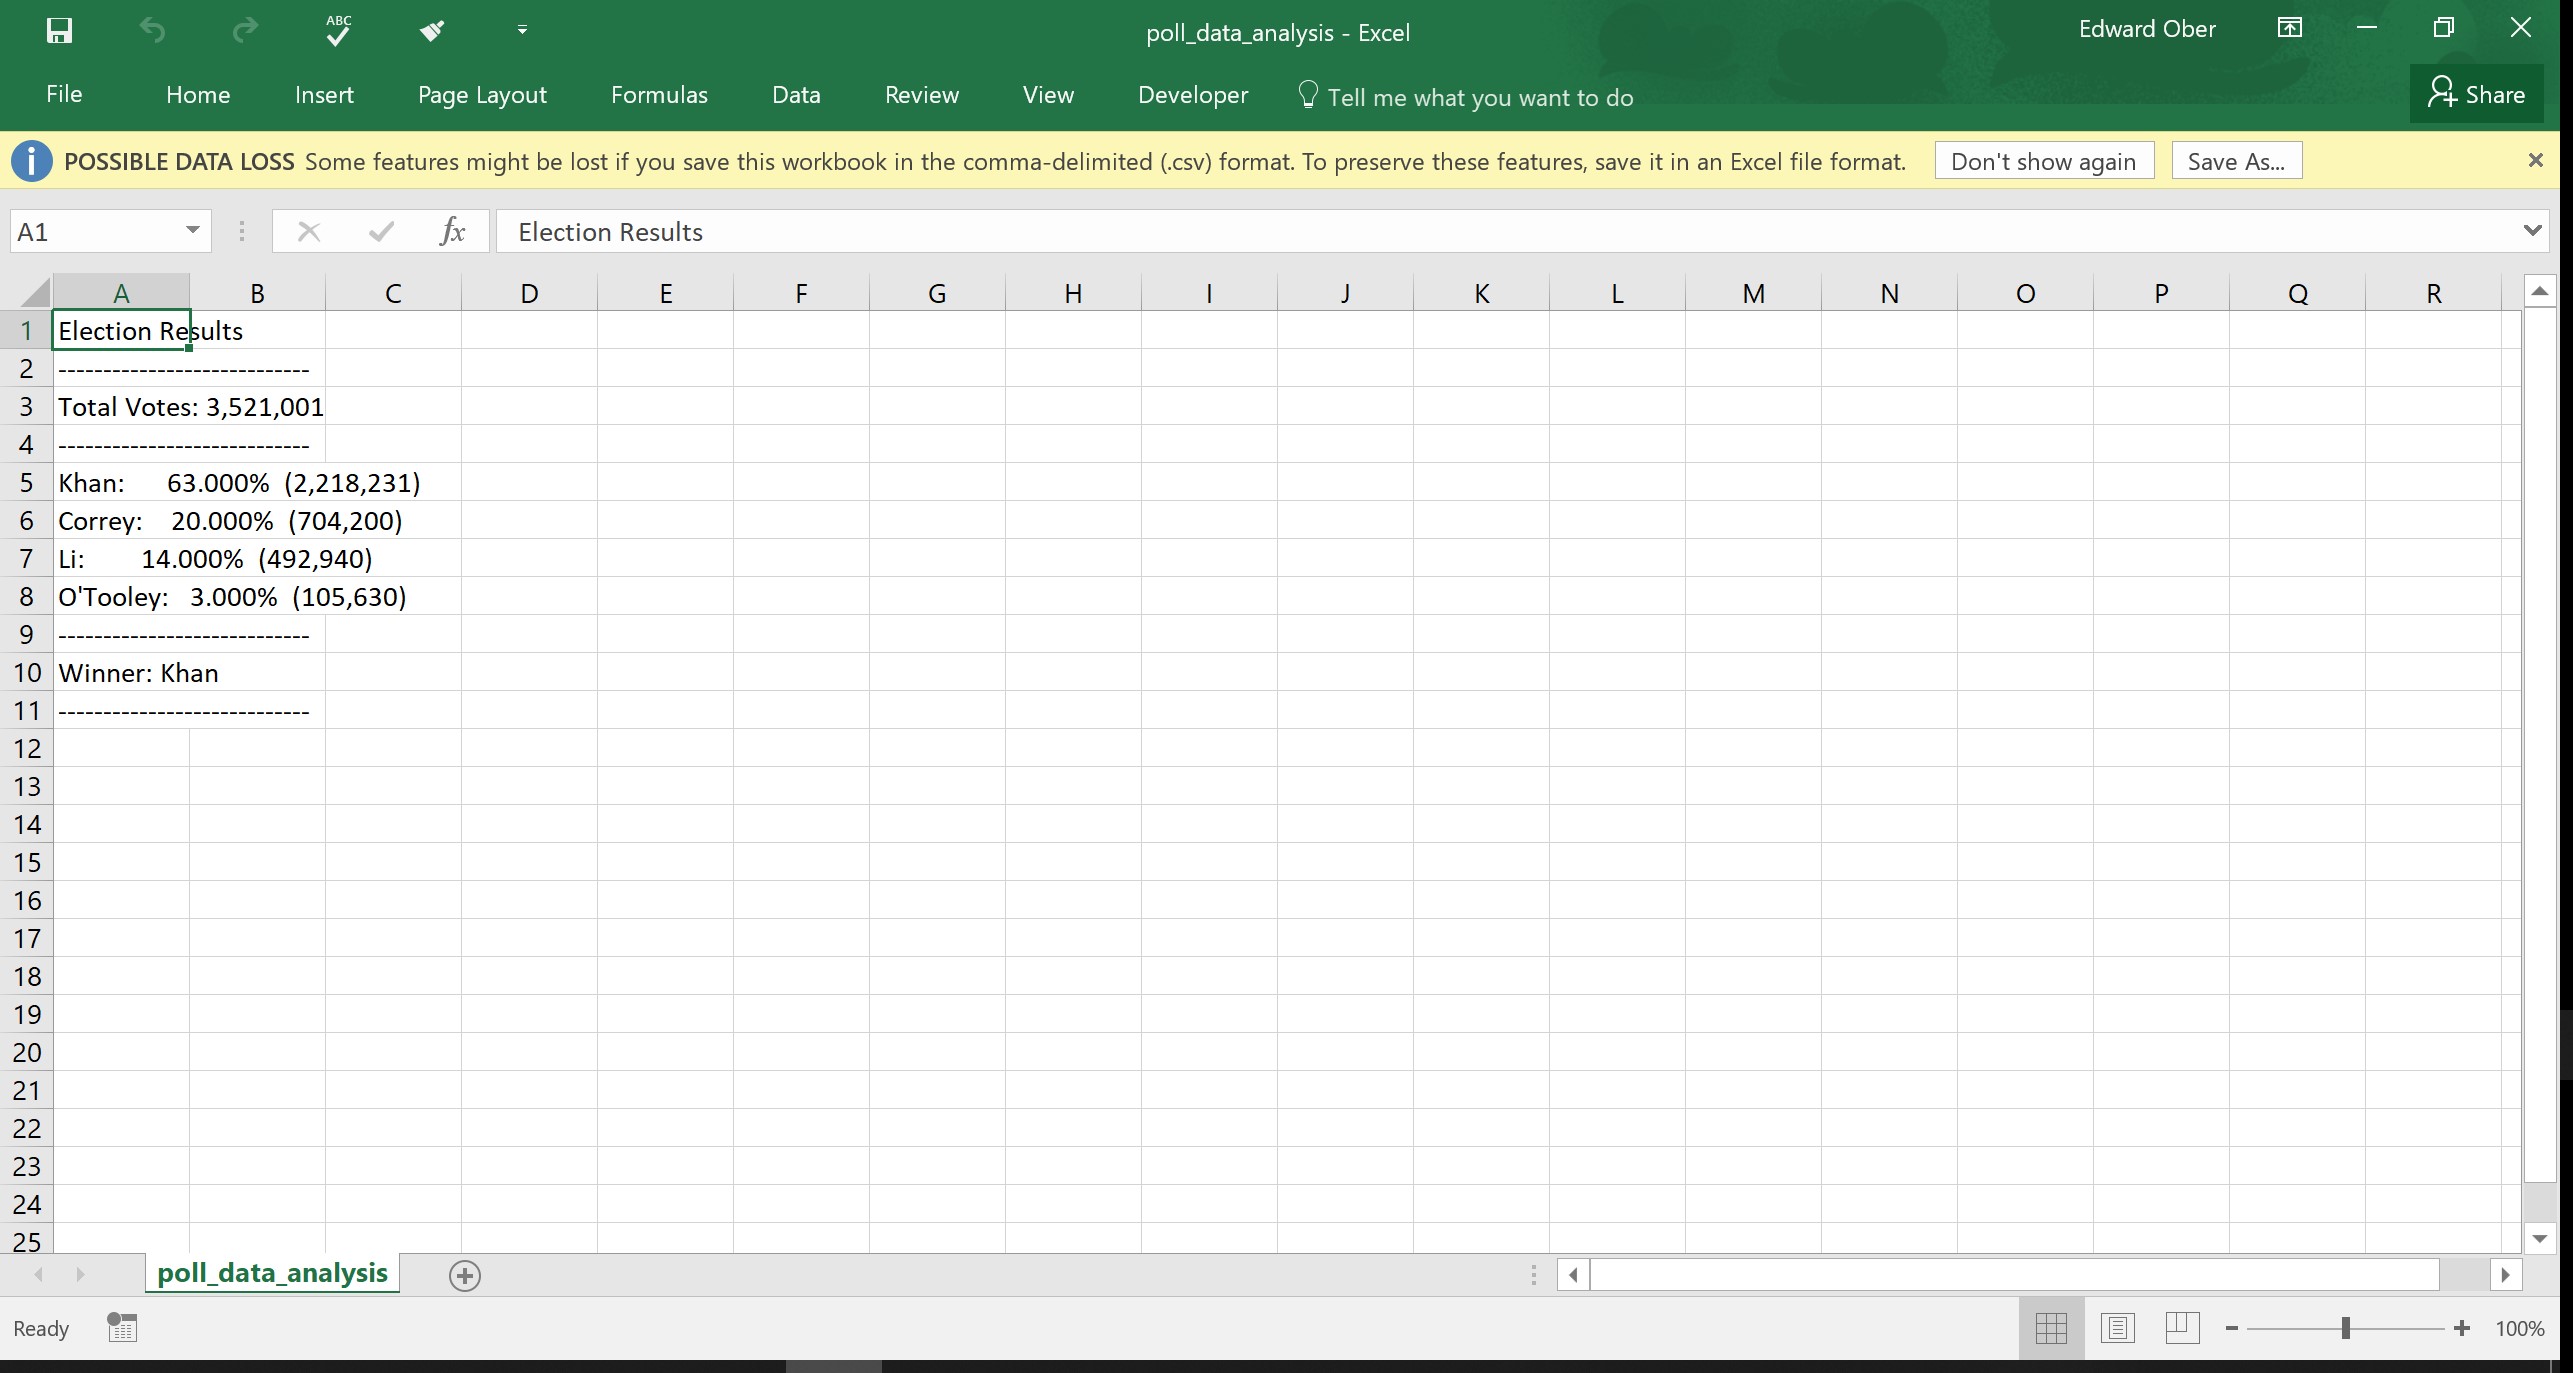 ABC
poll_data_analysis - Excel
Edward Ober
File Home Insert Page Layout Formulas Data Review View Developer Tell me what you want to do Share
POSSIBLE DATA LOSS Some features might be lost if you save this workbook in the comma-delimited (.csv) format. To preserve these features, save it in an Excel file format. Don't show again Save As...
A1 fx Election Results
A B C D E F G H I J K L M N O P Q R
1 Election Results
2 ----------------------------
3 Total Votes: 3,521,001
4 ----------------------------
5 Khan: 63.000% (2,218,231)
6 Correy: 20.000% (704,200)
7 Li: 14.000% (492,940)
8 O'Tooley: 3.000% (105,630)
9 ----------------------------
10 Winner: Khan
11 ----------------------------
12
13
14
15
16
17
18
19
20
21
22
23
24
25
poll_data_analysis
Ready 100%